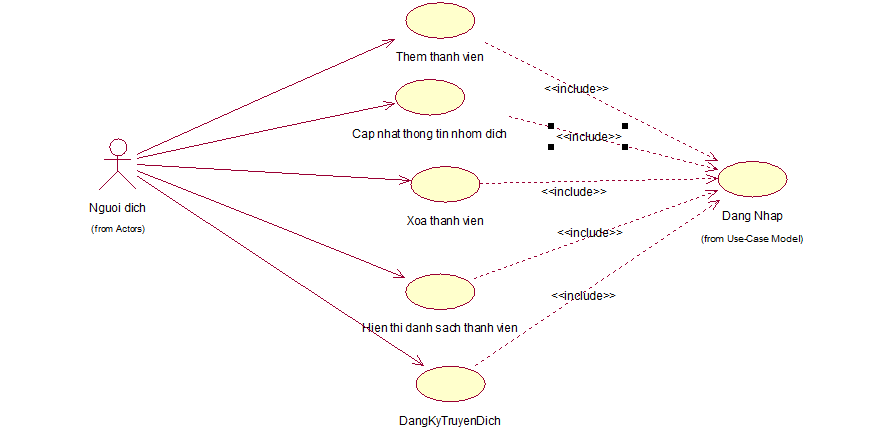 Them thanh vien
<<include>>
Cap nhat thong tin nhom dich
<<include>>
<<include>>
Nguoi dich
(from Actors)
Xoa thanh vien
Dang Nhap
(from Use-Case Model)
<<include>>
<<include>>
Hien thi danh sach thanh vien
DangKyTruyenDich